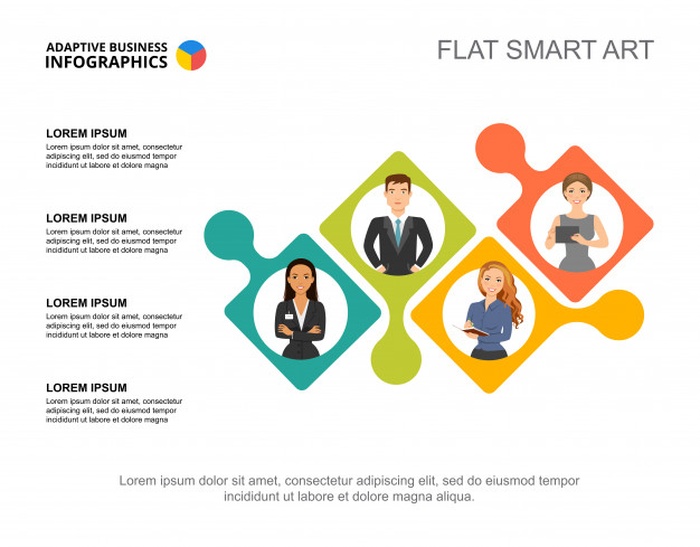 ADAPTIVE BUSINESS
INFOGRAPHICS
FLAT SMART ART
LOREM IPSUM
Lorem ipsum dolor sit amet, consectetur
adipiscing elit, sed do eiusmod tempor
incididunt ut labore et dolore magna
LOREM IPSUM
Lorem ipsum dolor sit amet, consectetur
adipiscing elit, sed do eiusmod tempor
incididunt ut labore et dolore magna
LOREM IPSUM
Lorem ipsum dolor sit amet, consectetur
adipiscing elit, sed do eiusmod tempor
incididunt ut labore et dolore magna
LOREM IPSUM
Lorem ipsum dolor sit amet, consectetur
adipiscing elit, sed do eiusmod tempor
incididunt ut labore et dolore magna
Lorem ipsum dolor sit amet, consectetur adipiscing elit, sed do eiusmod tempor
incididunt ut labore et dolore magna aliqua.